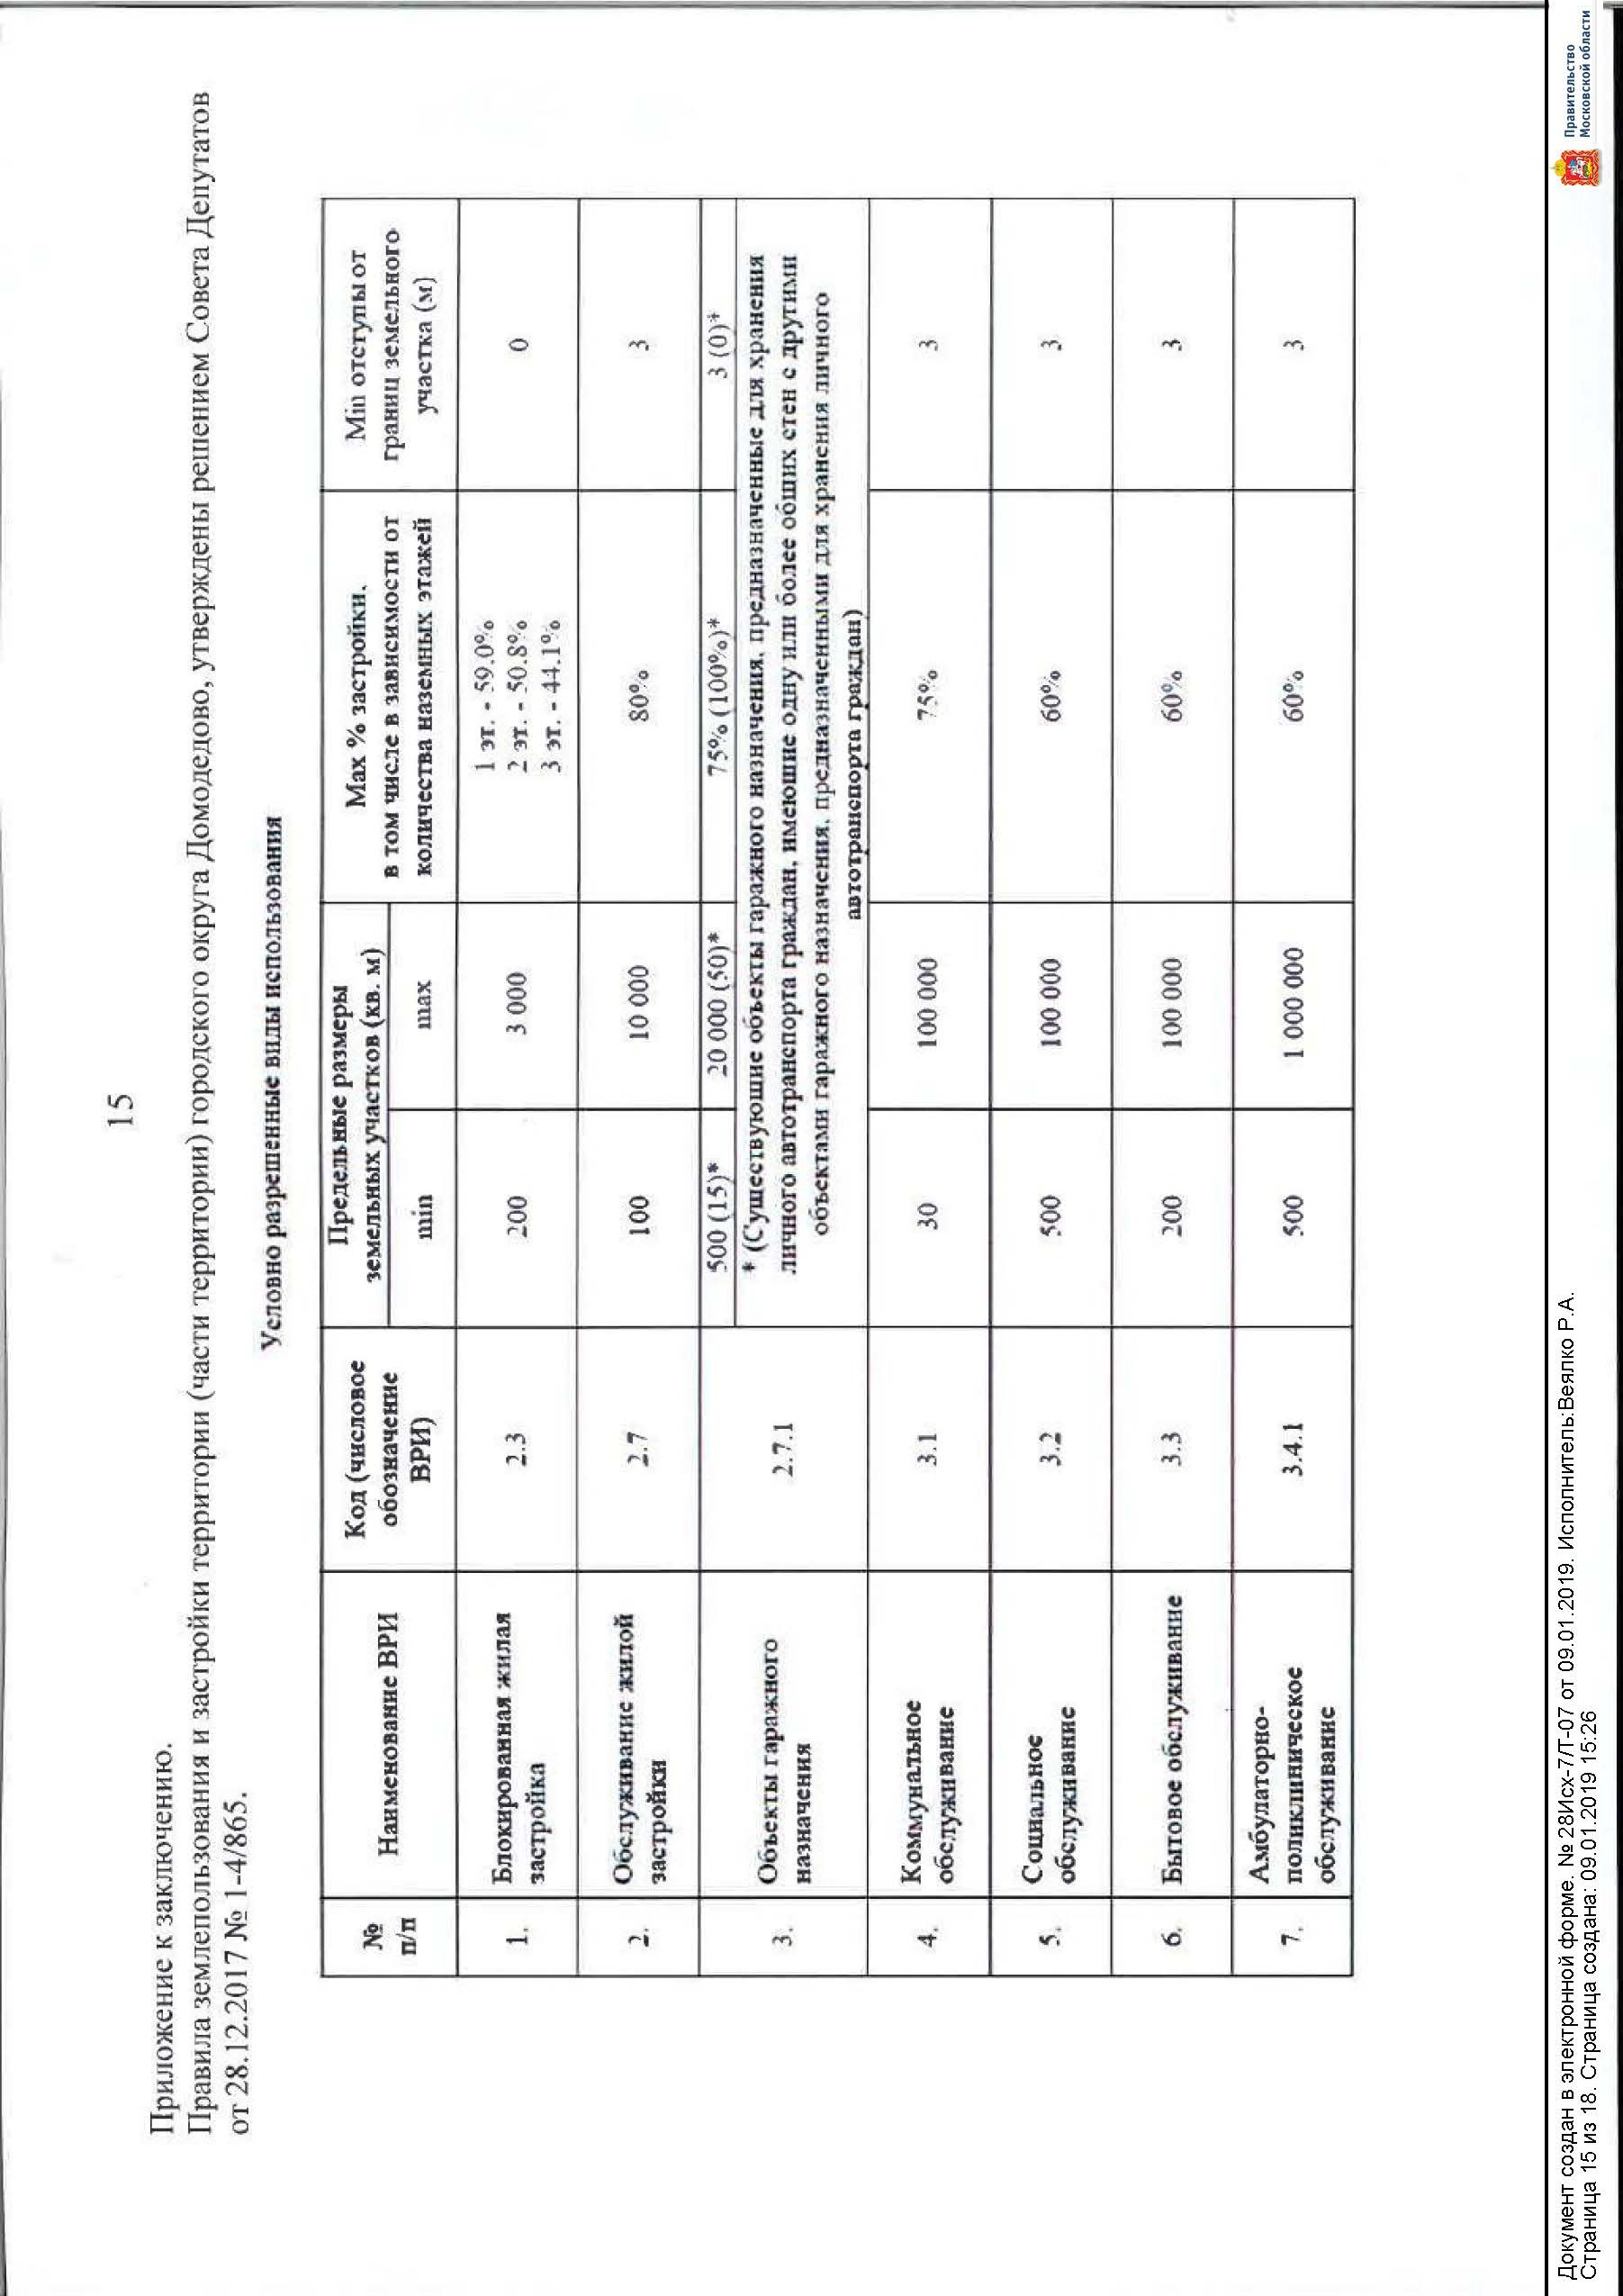 15
Приложение к заключению.
Правила землепользования и застройки территории (части территории) городского округа Домодедово, утверждены решением Совета Депутатов
от 28.12.2017 № 1-4/865.
Условно разрешенные виды использования
№
п/п
Наименование ВРИ
Код (числовое
обозначение
ВРИ)
Предельные размеры
земельных участков (кв. м)
min
max
Max % застройки,
в том числе в зависимости от
количества наземных этажей
Min отступы от
границ земельного
участка (м)
1.
Блокированная жилая
застройка
2.3
200
3 000
1 эт. - 59.0%
2 эт. - 50.8%
3 эт. - 44.1%
0
2.
Обслуживание жилой
застройки
2.7
100
10 000
80%
3
3.
Объекты гаражного
назначения
2.7.1
500 (15)*
20 000 (50)*
75% (100%)*
3 (0)*
* (Существующие объекты гаражного назначения, предназначенные для хранения
личного автотранспорта граждан, имеющие одну или более общих стен с другими
объектами гаражного назначения, предназначенными для хранения личного
автотранспорта граждан)
4.
Коммунальное
обслуживание
3.1
30
100 000
75%
3
5.
Социальное
обслуживание
3.2
500
100 000
60%
3
6.
Бытовое обслуживание
3.3
200
100 000
60%
3
7.
Амбулаторно-
поликлиническое
обслуживание
3.4.1
500
1 000 000
60%
3
Документ создан в электронной форме. № 28Исх-7/Т-07 от 09.01.2019. Исполнитель:Веялко Р.А.
Страница 15 из 18. Страница создана: 09.01.2019 15:26
Правительство
Московской области